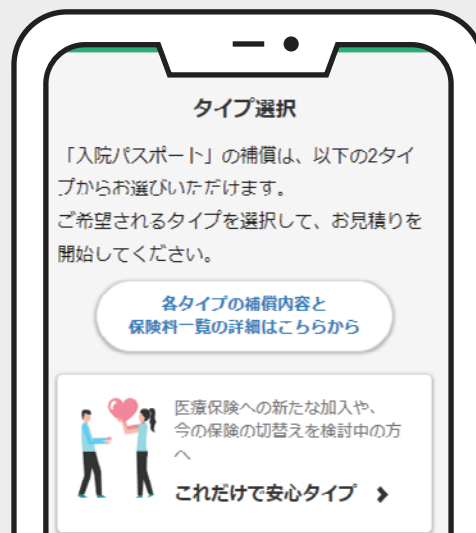 タイプ選択
「入院パスポート」の補償は、以下の2タイ
プからお選びいただけます。
ご希望されるタイプを選択して、お見積りを
開始してください。
各タイプの補償内容と
保険料一覧の詳細はこちらから
医療保険への新たな加入や、
今の保険の切替えを検討中の方
へ
これだけで安心タイプ